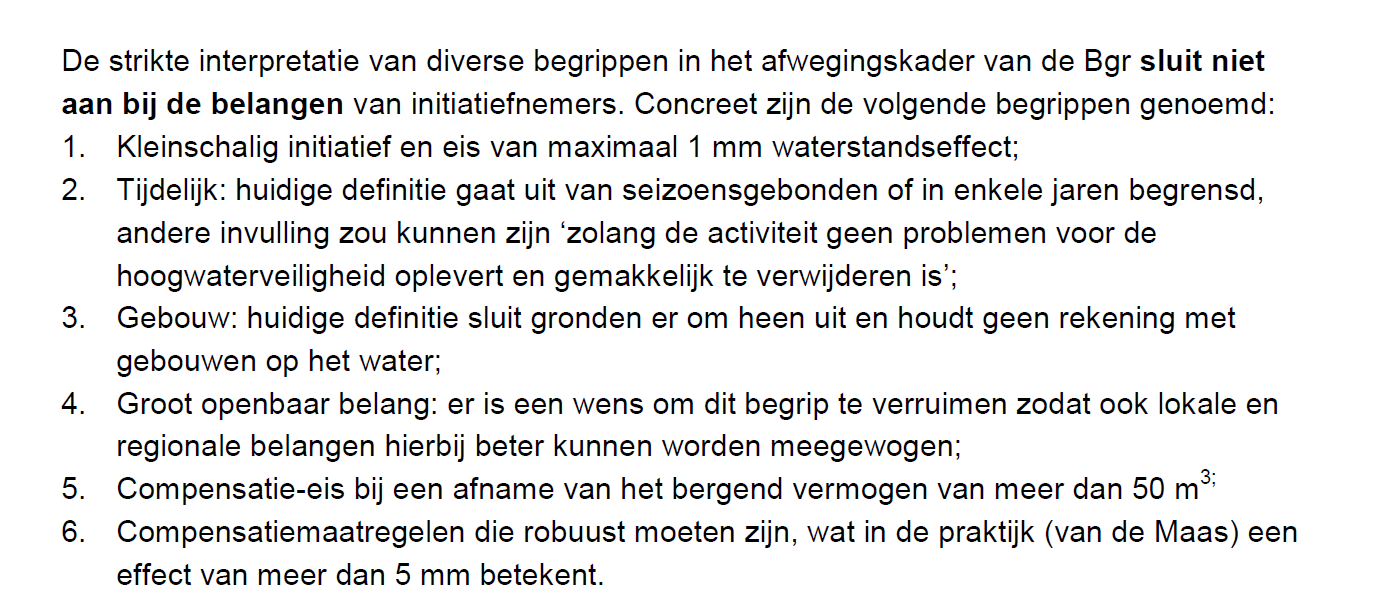 De strikte interpretatie van diverse begrippen in het afwegingskader van de Bgr sluit niet
aan bij de belangen van initiatiefnemers. Concreet zijn de volgende begrippen genoemd:
1. Kleinschalig initiatief en eis van maximaal 1 mm waterstandseffect;
2. Tijdelijk: huidige definitie gaat uit van seizoensgebonden of in enkele jaren begrensd,
andere invulling zou kunnen zijn ‘zolang de activiteit geen problemen voor de
hoogwaterveiligheid oplevert en gemakkelijk te verwijderen is’;
3. Gebouw: huidige definitie sluit gronden er om heen uit en houdt geen rekening met
gebouwen op het water;
4. Groot openbaar belang: er is een wens om dit begrip te verruimen zodat ook lokale en
regionale belangen hierbij beter kunnen worden meegewogen;
5. Compensatie-eis bij een afname van het bergend vermogen van meer dan 50 m³;
6. Compensatiemaatregelen die robuust moeten zijn, wat in de praktijk (van de Maas) een
effect van meer dan 5 mm betekent.